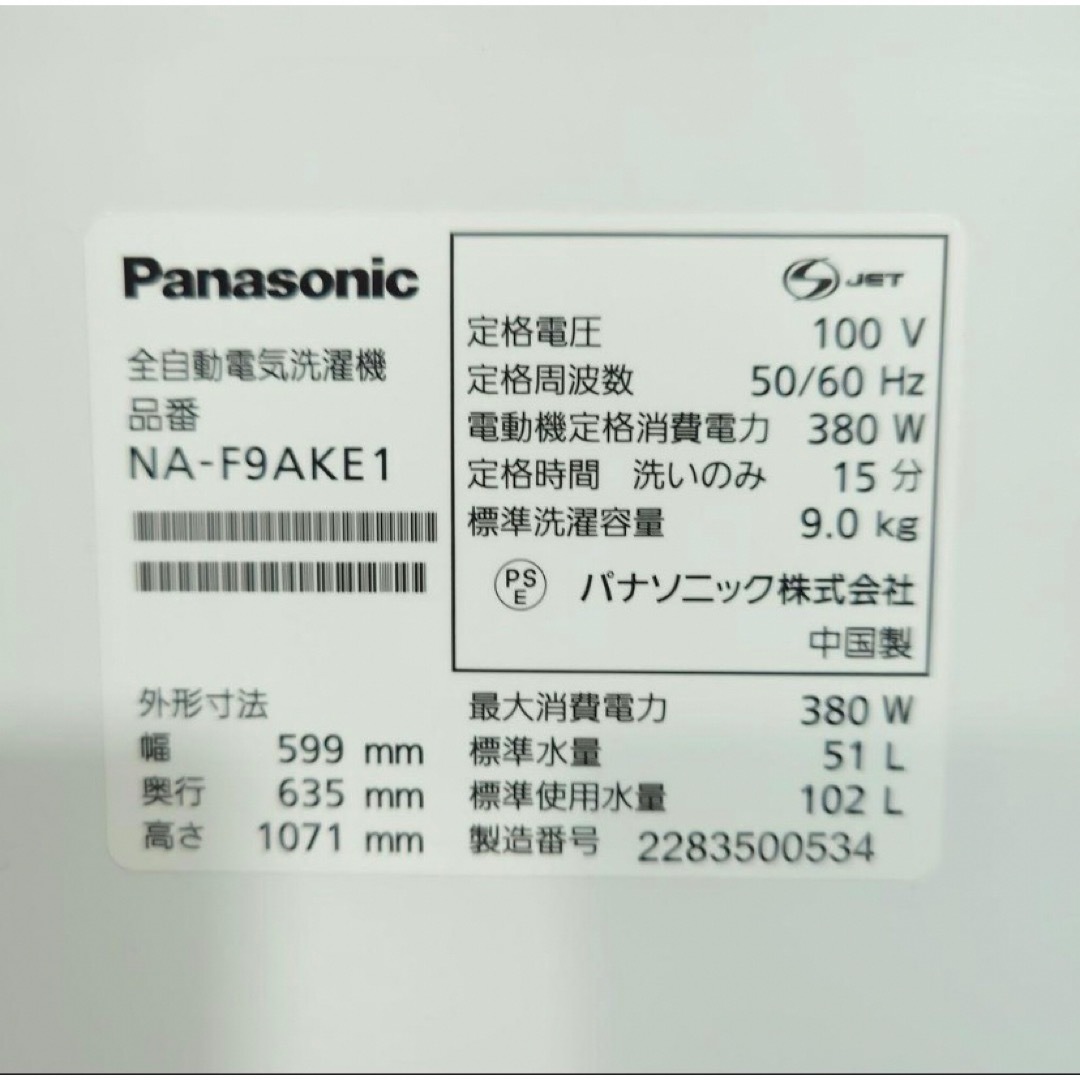 Panasonic
全自動電気洗濯機
品番
NA-F9AKE1
JET
定格電圧 100 V
定格周波数 50/60 Hz
電動機定格消費電力 380 W
定格時間 洗いのみ 15 分
標準洗濯容量 9.0 kg
PS
E
パナソニック株式会社
中国製
外形寸法
幅 599 mm
奥行 635 mm
高さ 1071 mm
最大消費電力 380 W
標準水量 51 L
標準使用水量 102 L
製造番号 2283500534